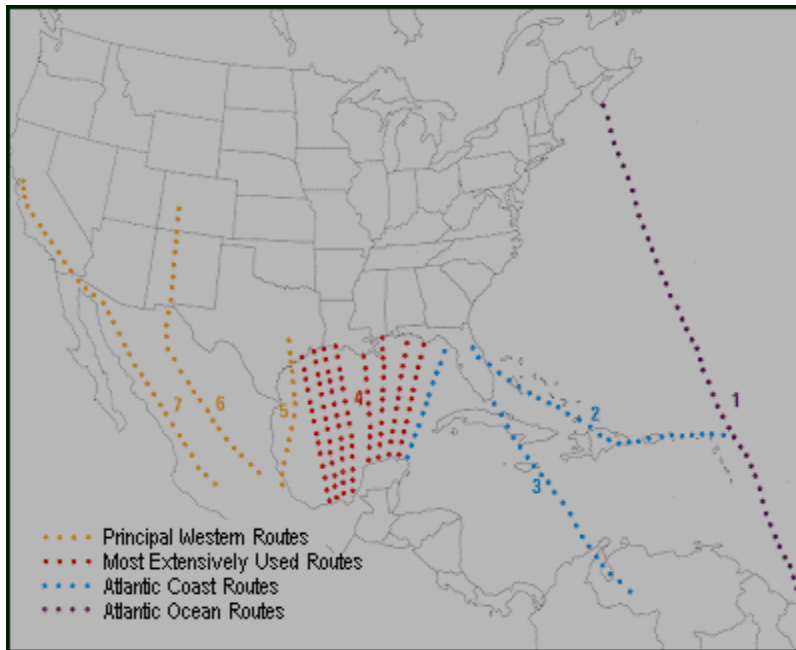 1
4
7
6
5
2
3
Principal Western Routes
Most Extensively Used Routes
Atlantic Coast Routes
Atlantic Ocean Routes